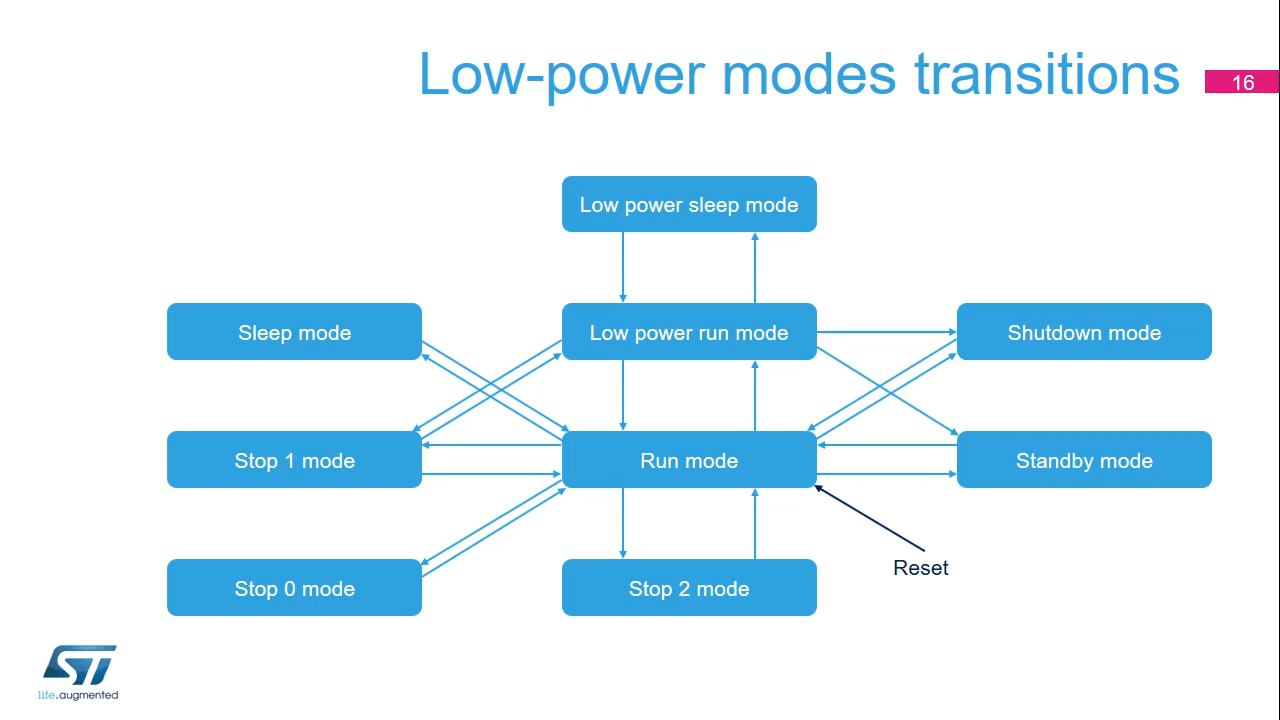 Low-power modes transitions
16
Low power sleep mode
Sleep mode
Low power run mode
Shutdown mode
Stop 1 mode
Run mode
Standby mode
Reset
Stop 0 mode
Stop 2 mode
ST
life.augmented